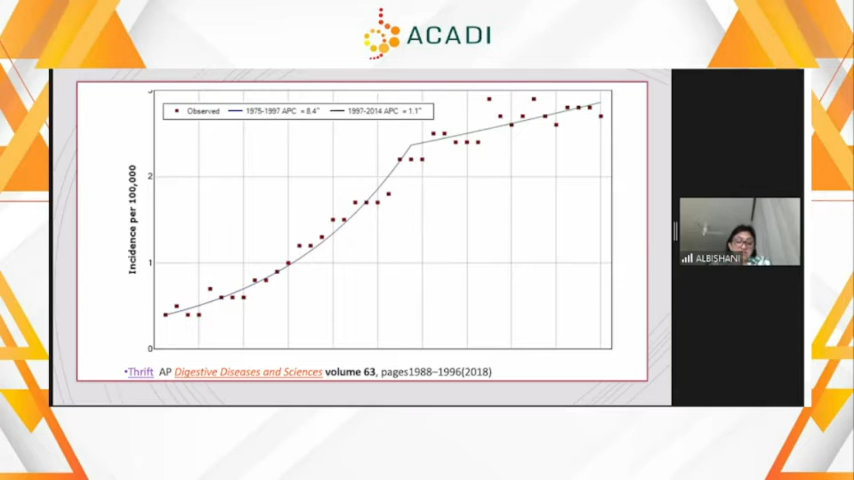 ACADI
3
Observed 1975-1997 APC = 8.4^ 1997-2014 APC = 1.1^
Incidence per 100,000
2
1
0
•Thrift AP Digestive Diseases and Sciences volume 63, pages1988–1996(2018)
ALBISHANI